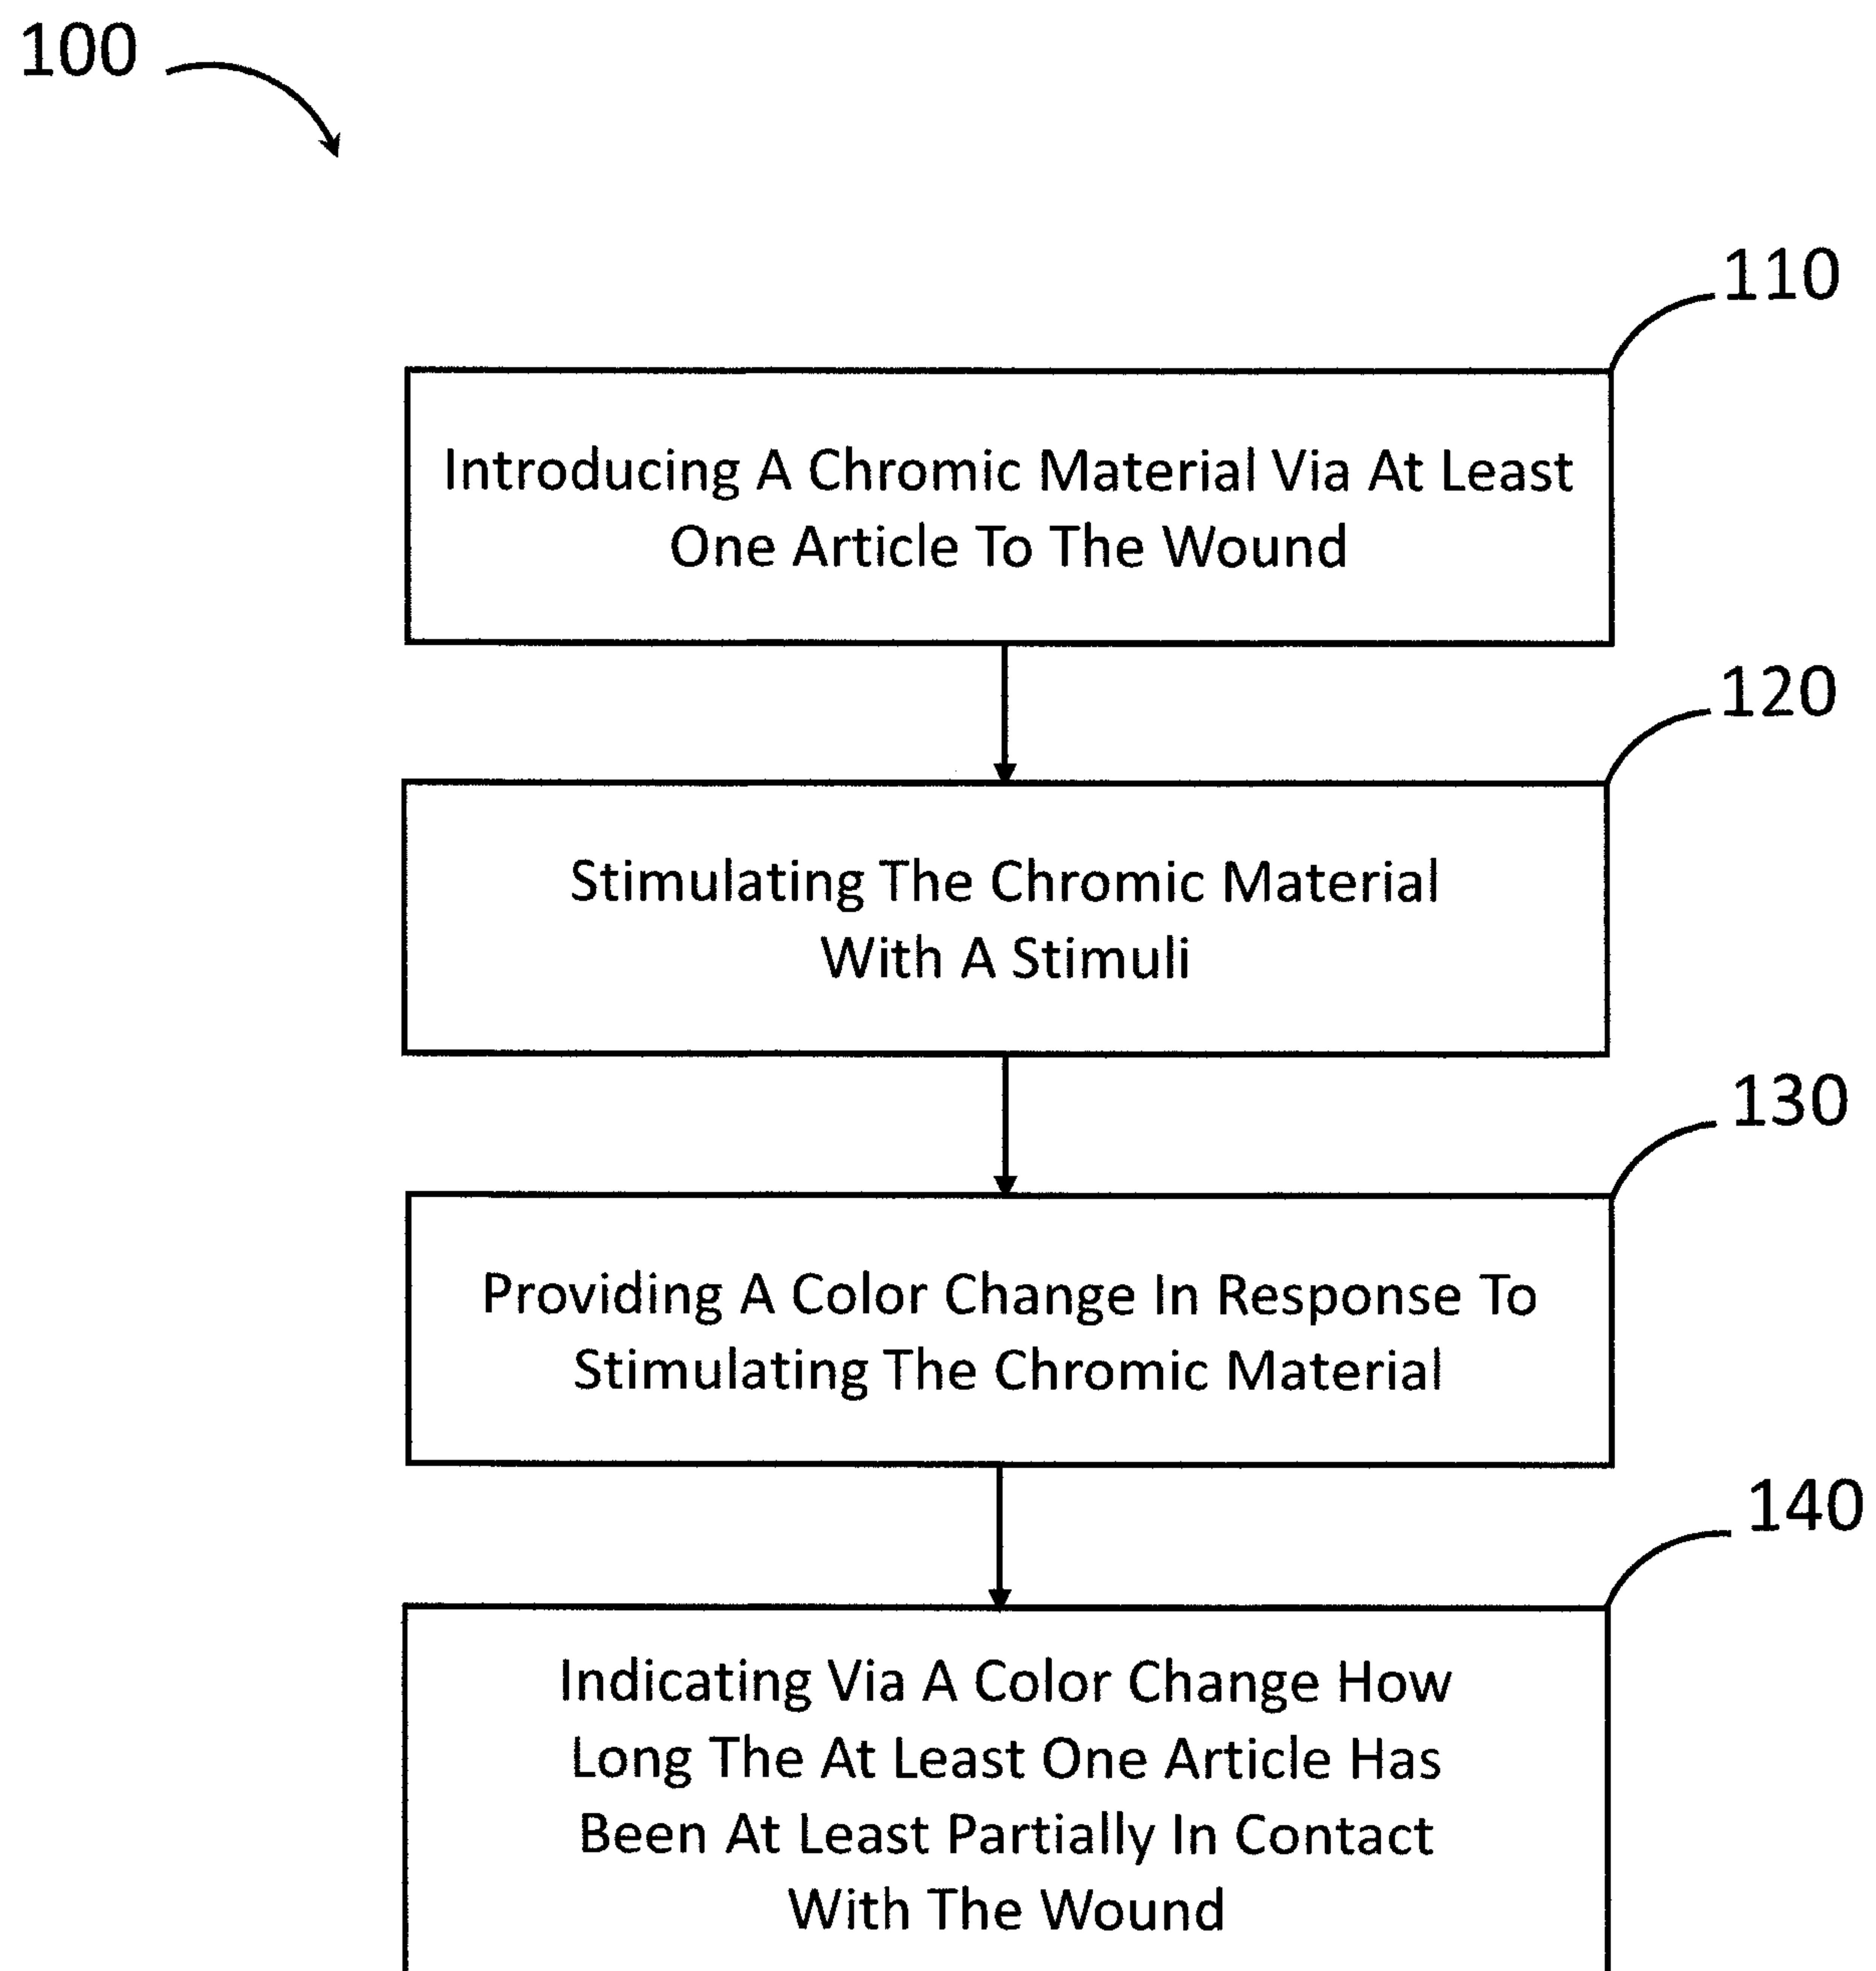 100
110
Introducing A Chromic Material Via At Least
One Article To The Wound
120
Stimulating The Chromic Material
With A Stimuli
130
Providing A Color Change In Response To
Stimulating The Chromic Material
140
Indicating Via A Color Change How
Long The At Least One Article Has
Been At Least Partially In Contact
With The Wound